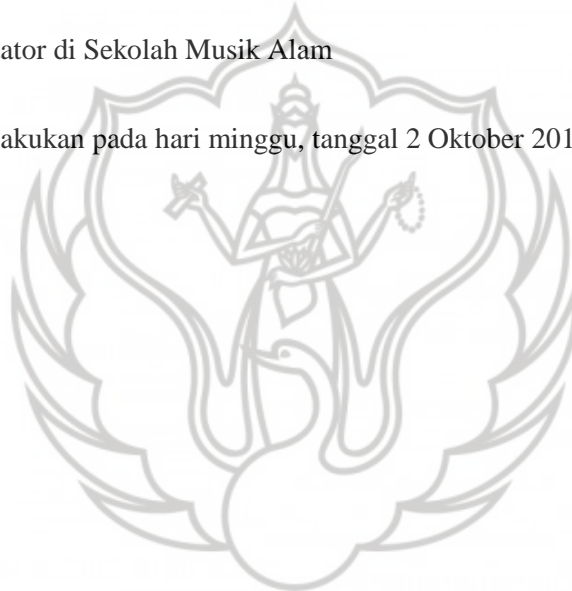 ator di Sekolah Musik Alam
akukan pada hari minggu, tanggal 2 Oktober 201